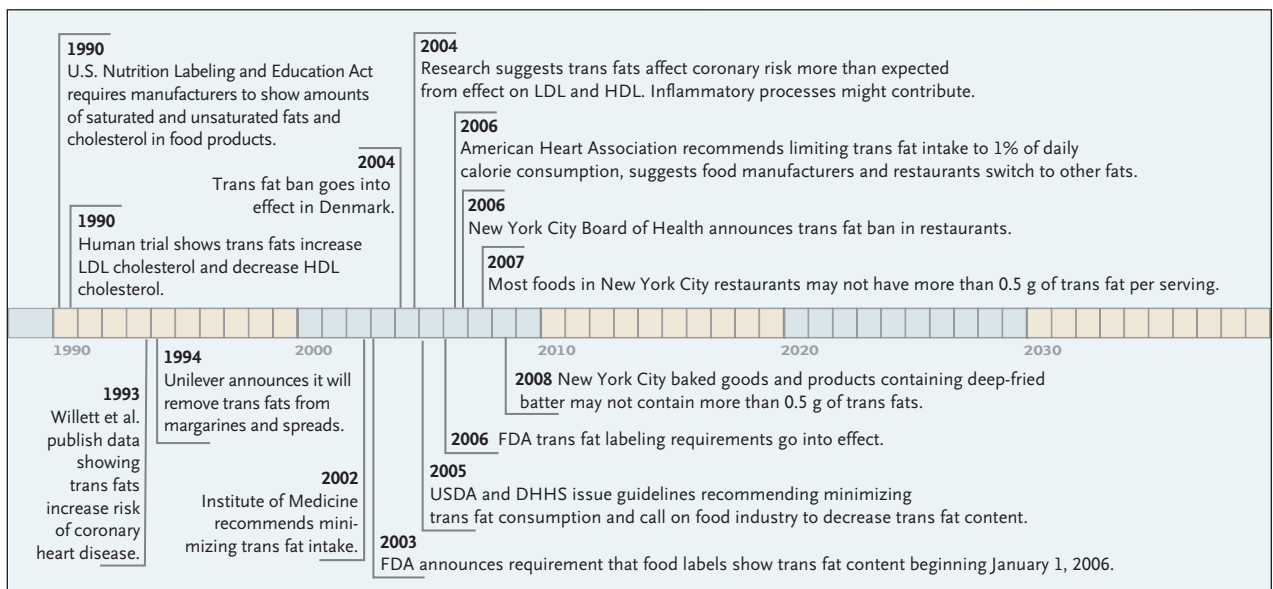 1990
U.S. Nutrition Labeling and Education Act
requires manufacturers to show amounts
of saturated and unsaturated fats and
cholesterol in food products.
2004
Trans fat ban goes into
effect in Denmark.
1990
Human trial shows trans fats increase
LDL cholesterol and decrease HDL
cholesterol.
2004
Research suggests trans fats affect coronary risk more than expected
from effect on LDL and HDL. Inflammatory processes might contribute.
2006
American Heart Association recommends limiting trans fat intake to 1% of daily
calorie consumption, suggests food manufacturers and restaurants switch to other fats.
2006
New York City Board of Health announces trans fat ban in restaurants.
2007
Most foods in New York City restaurants may not have more than 0.5 g of trans fat per serving.
1990 2000 2010 2020 2030
1993
Willett et al.
publish data
showing
trans fats
increase risk
of coronary
heart disease.
1994
Unilever announces it will
remove trans fats from
margarines and spreads.
2002
Institute of Medicine
recommends mini-
mizing trans fat intake.
2003
FDA announces requirement that food labels show trans fat content beginning January 1, 2006.
2005
USDA and DHHS issue guidelines recommending minimizing
trans fat consumption and call on food industry to decrease trans fat content.
2006 FDA trans fat labeling requirements go into effect.
2008 New York City baked goods and products containing deep-fried
batter may not contain more than 0.5 g of trans fats.